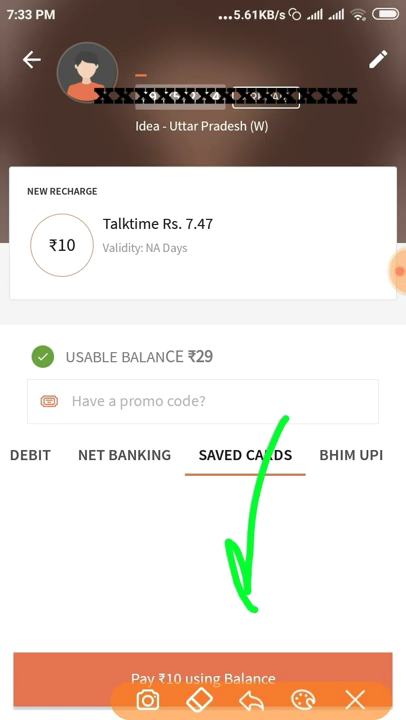 7:33 PM ...5.61KB/s
Idea - Uttar Pradesh (W)
NEW RECHARGE
₹10
Talktime Rs. 7.47
Validity: NA Days
USABLE BALANCE ₹29
Have a promo code?
DEBIT NET BANKING SAVED CARDS BHIM UPI
Pay ₹10 using Balance